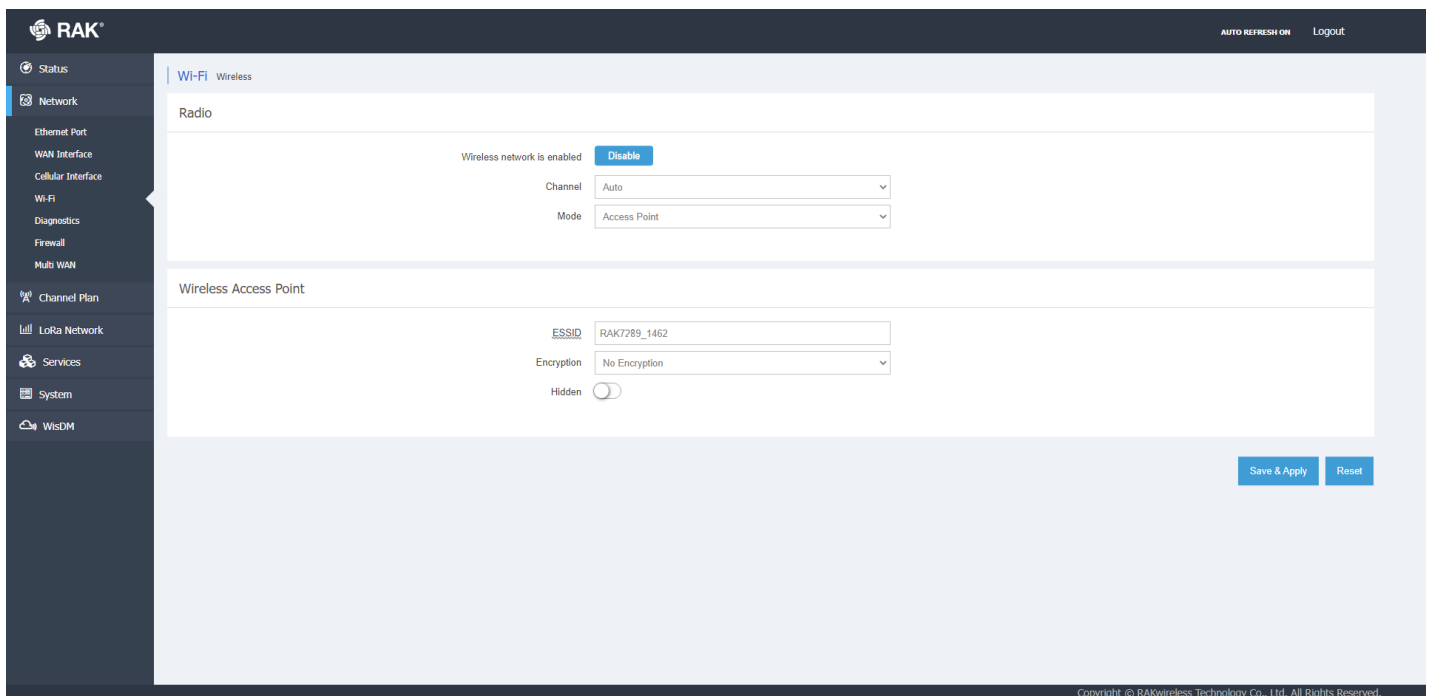 RAK®
AUTO REFRESH ON Logout
Status
Network
Ethernet Port
WAN Interface
Cellular Interface
Wi-Fi
Diagnostics
Firewall
Multi WAN
Channel Plan
LoRa Network
Services
System
WisDM
Wi-Fi Wireless
Radio
Wireless network is enabled Disable
Channel Auto
Mode Access Point
Wireless Access Point
ESSID RAK7289_1462
Encryption No Encryption
Hidden
Save & Apply Reset
Copyright © RAKwireless Technology Co., Ltd. All Rights Reserved.